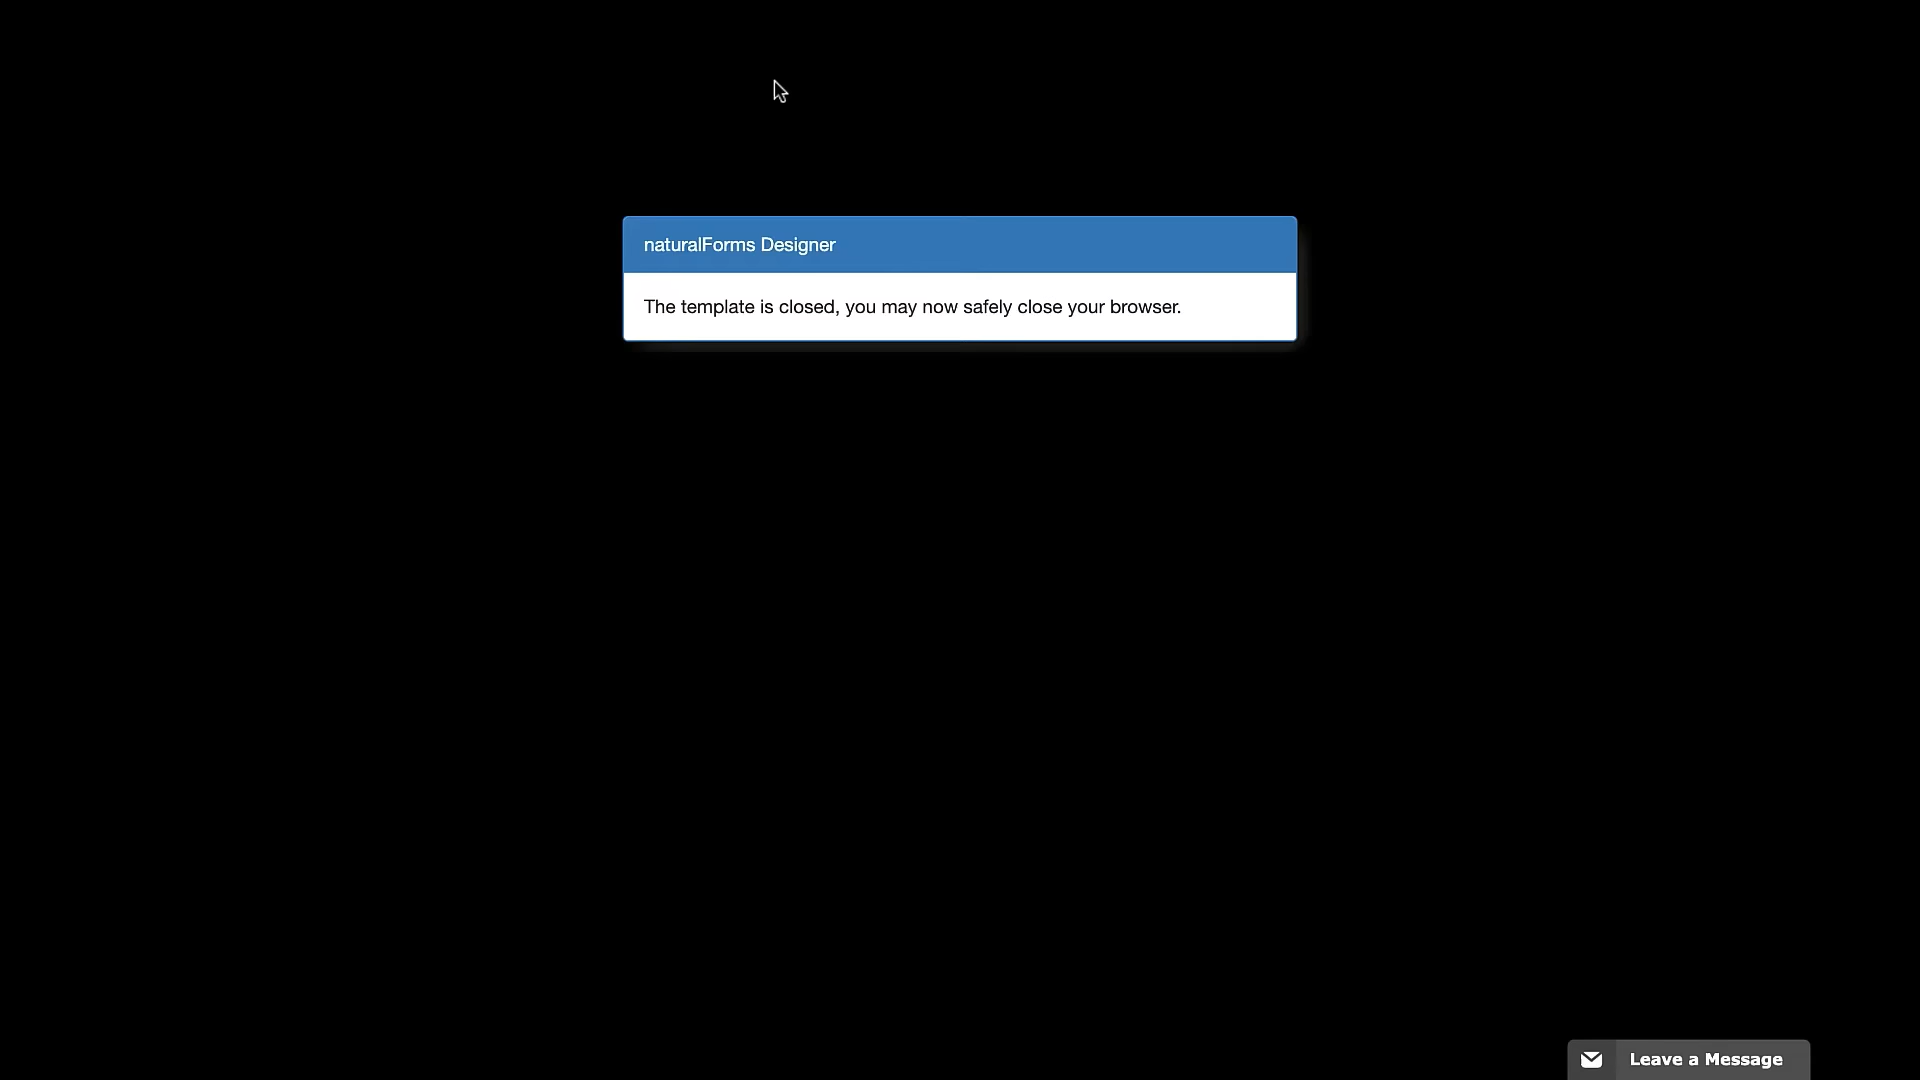 naturalForms Designer
The template is closed, you may now safely close your browser.
Leave a Message